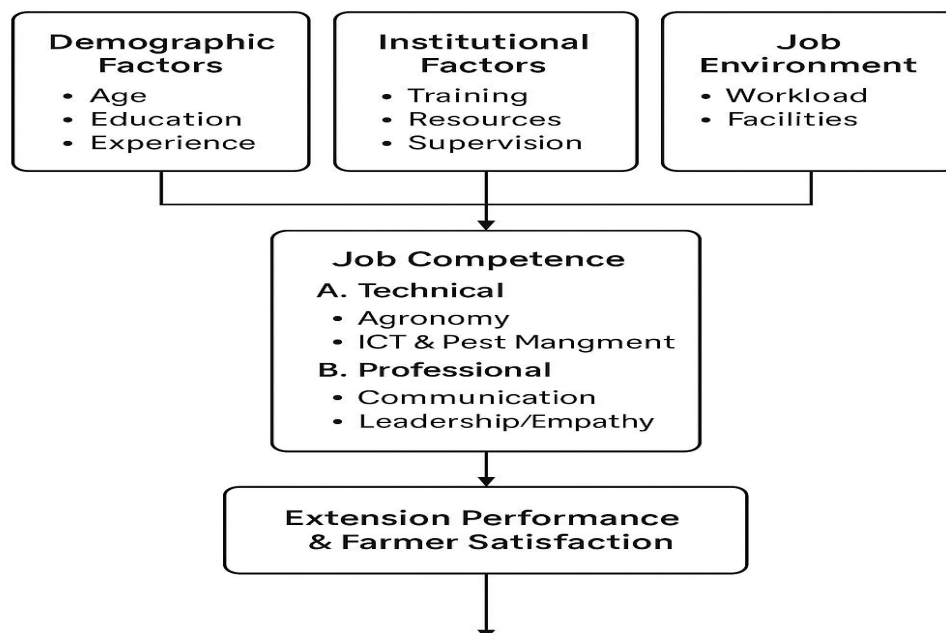 Demographic
Factors
• Age
• Education
• Experience
Institutional
Factors
• Training
• Resources
• Supervision
Job
Environment
• Workload
• Facilities
Job Competence
A. Technical
• Agronomy
• ICT & Pest Mangment
B. Professional
• Communication
• Leadership/Empathy
Extension Performance
& Farmer Satisfaction